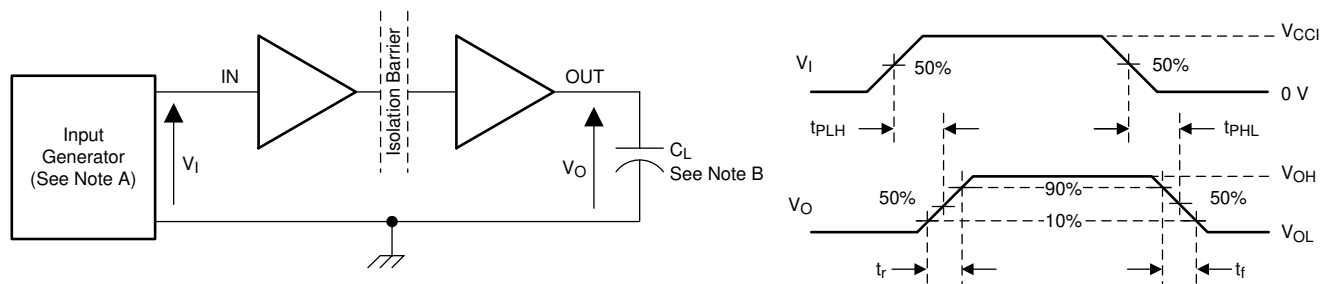 Input
Generator
(See Note A)
IN
VI
Isolation Barrier
OUT
VO
CL
See Note B
VI
50%
50%
VCCI
0 V
tPLH
tPHL
VO
50%
90%
10%
50%
VOH
VOL
tr
tf